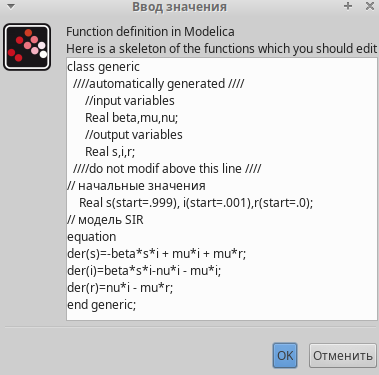 Ввод значения
Function definition in Modelica
Here is a skeleton of the functions which you should edit
class generic
////automatically generated ////
//input variables
Real beta,mu,nu;
//output variables
Real s,i,r;
////do not modif above this line ////
// начальные значения
Real s(start=.999), i(start=.001),r(start=.0);
// модель SIR
equation
der(s)=-beta*s*i + mu*i + mu*r;
der(i)=beta*s*i-nu*i - mu*i;
der(r)=nu*i - mu*r;
end generic;
OK Отменить